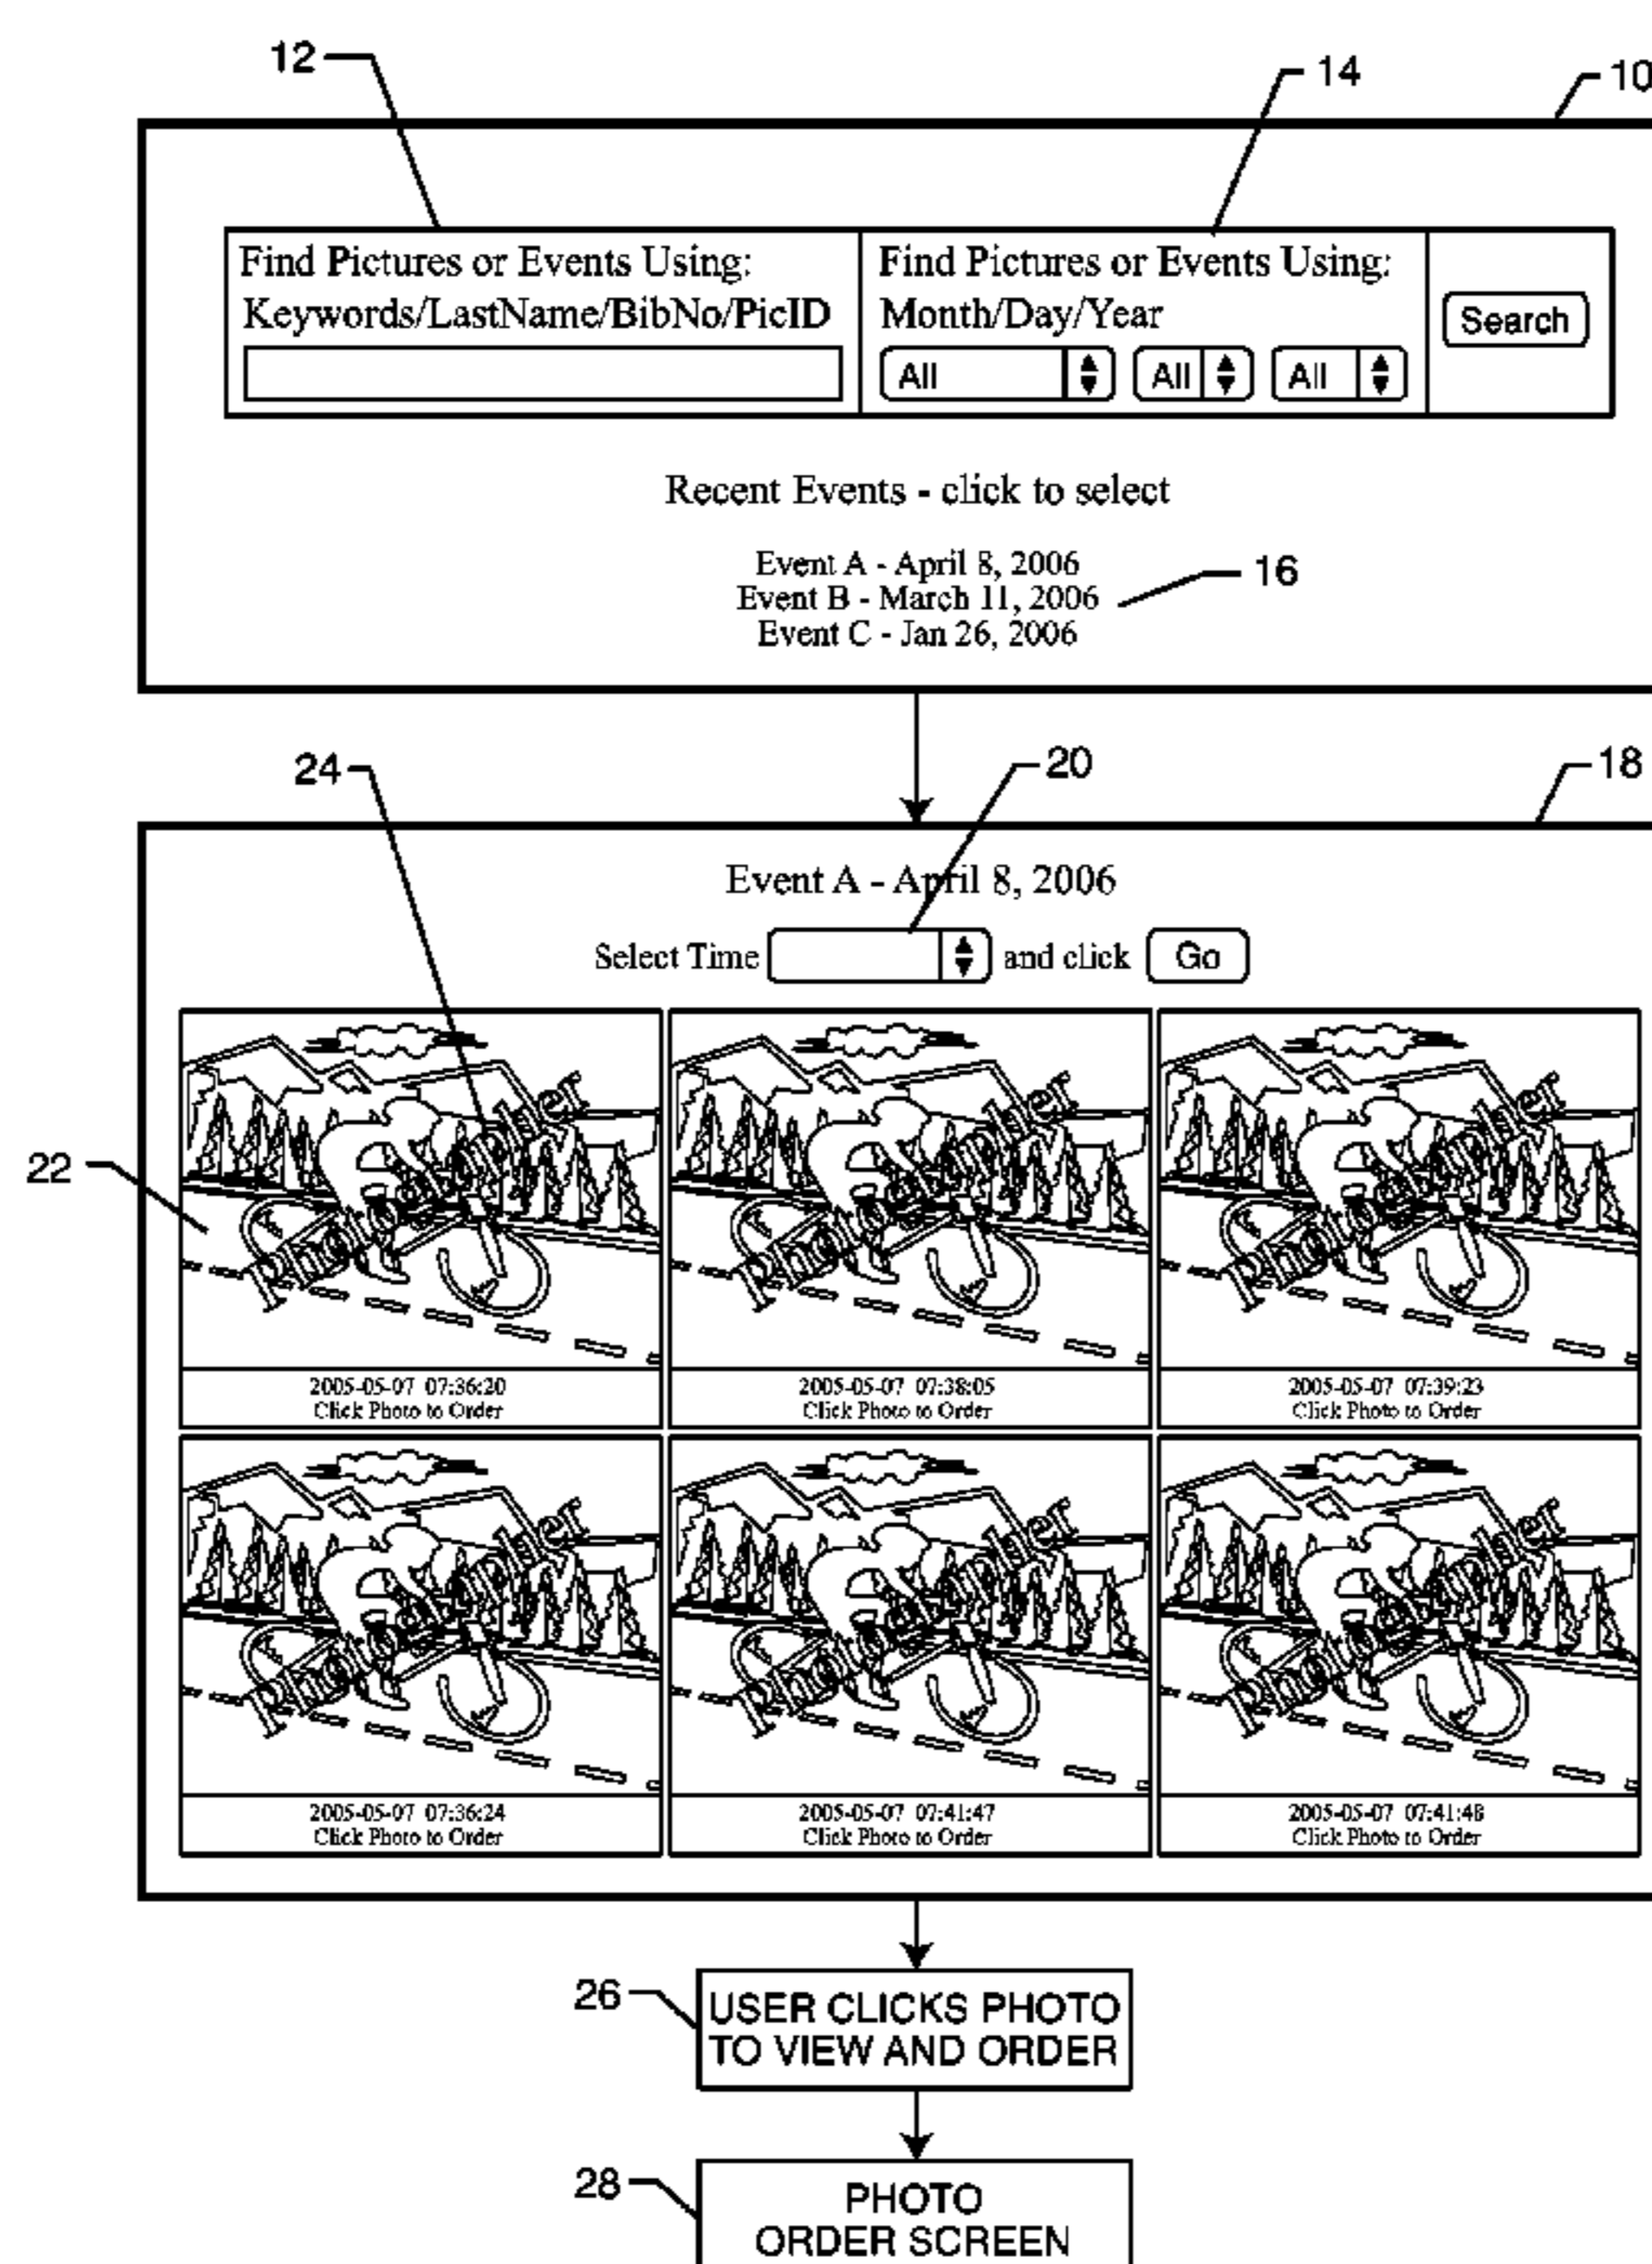 12
14
10
Find Pictures or Events Using:
Keywords/LastName/BibNo/PicID
Find Pictures or Events Using:
Month/Day/Year
Search
All
All
All
Recent Events - click to select
Event A - April 8, 2006
Event B - March 11, 2006
16
Event C - Jan 26, 2006
24
20
18
Event A - April 8, 2006
Select Time
and click
Go
22
Photographer
Photographer
Photographer
2005-05-07 07:36:20
Click Photo to Order
2005-05-07 07:38:05
Click Photo to Order
2005-05-07 07:39:23
Click Photo to Order
Photographer
Photographer
Photographer
2005-05-07 07:36:24
Click Photo to Order
2005-05-07 07:41:47
Click Photo to Order
2005-05-07 07:41:48
Click Photo to Order
26
USER CLICKS PHOTO
TO VIEW AND ORDER
28
PHOTO
ORDER SCREEN